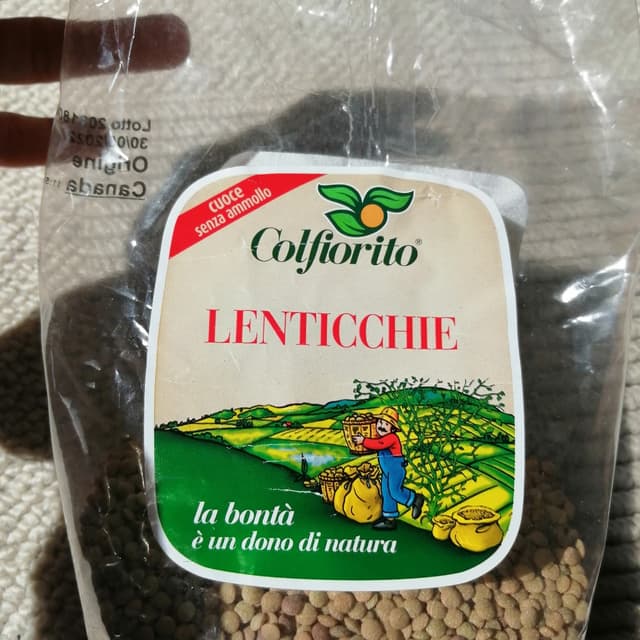 Lotto
Origine
Canada
cuoce
senza ammollo
Colfiorito®
LENTICCHIE
la bontà
è un dono di natura